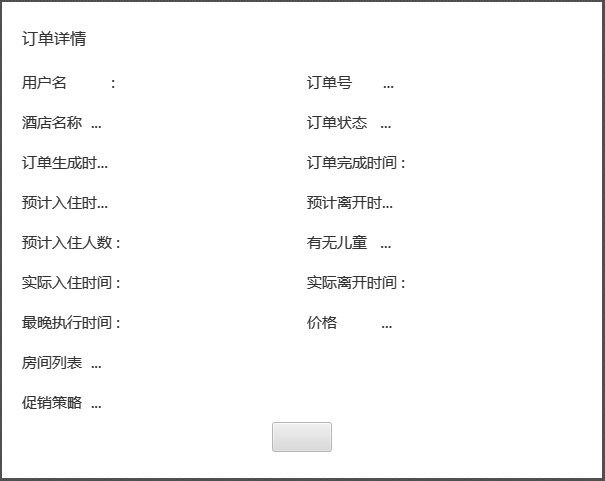 订单详情
用户名 : 订单号 ...
酒店名称 ... 订单状态 ...
订单生成时... 订单完成时间 :
预计入住时... 预计离开时...
预计入住人数 : 有无儿童 ...
实际入住时间 : 实际离开时间 :
最晚执行时间 : 价格 ...
房间列表 ...
促销策略 ...